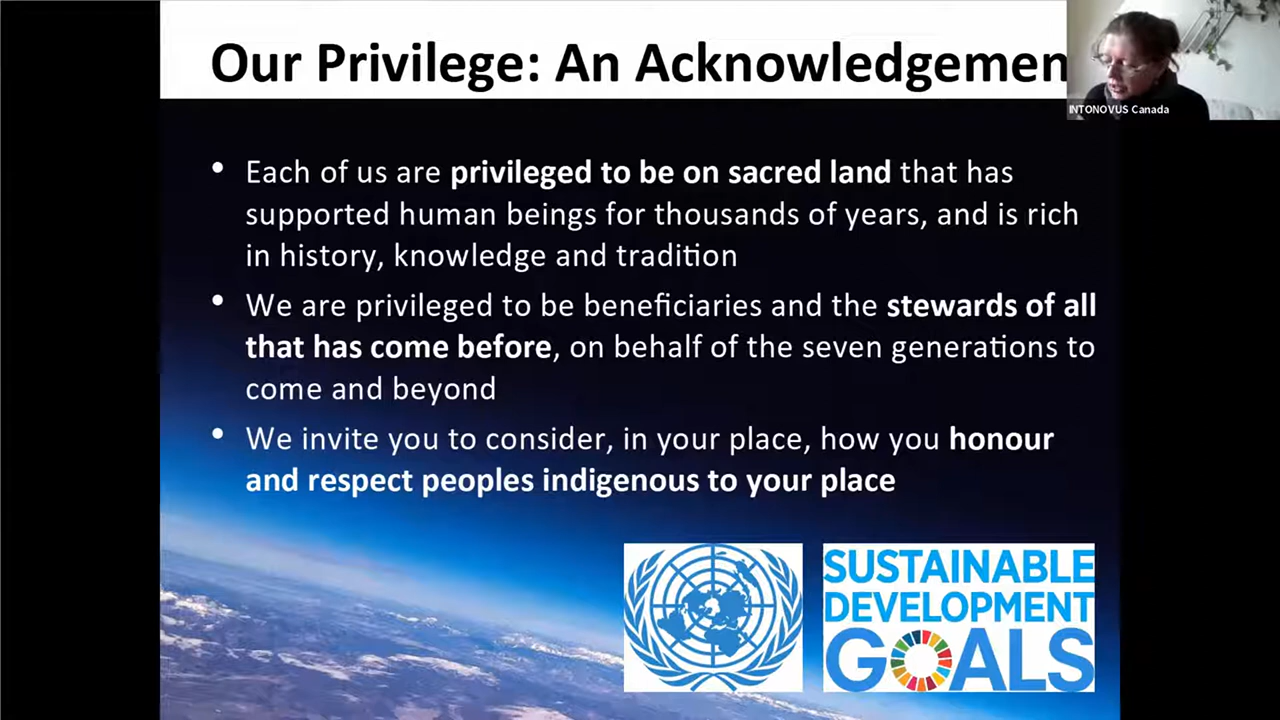 Our Privilege: An Acknowledgemen
INTONOVUS Canada
• Each of us are privileged to be on sacred land that has
supported human beings for thousands of years, and is rich
in history, knowledge and tradition
• We are privileged to be beneficiaries and the stewards of all
that has come before, on behalf of the seven generations to
come and beyond
• We invite you to consider, in your place, how you honour
and respect peoples indigenous to your place
SUSTAINABLE
DEVELOPMENT
GOALS